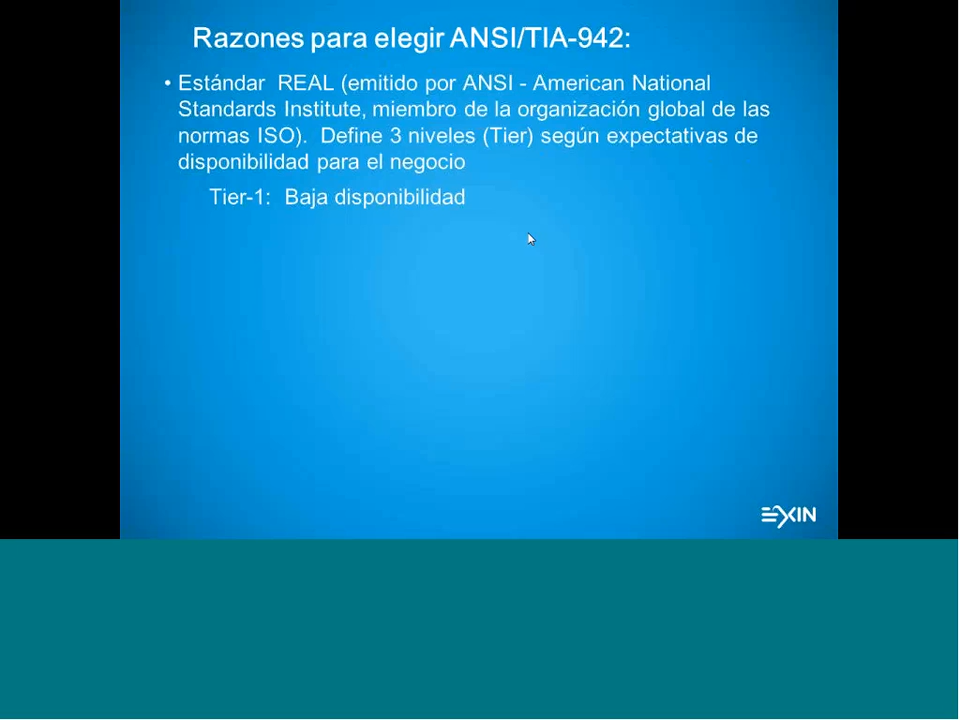 Razones para elegir ANSI/TIA-942:
• Estándar REAL (emitido por ANSI - American National
Standards Institute, miembro de la organización global de las
normas ISO). Define 3 niveles (Tier) según expectativas de
disponibilidad para el negocio
Tier-1: Baja disponibilidad
EXIN